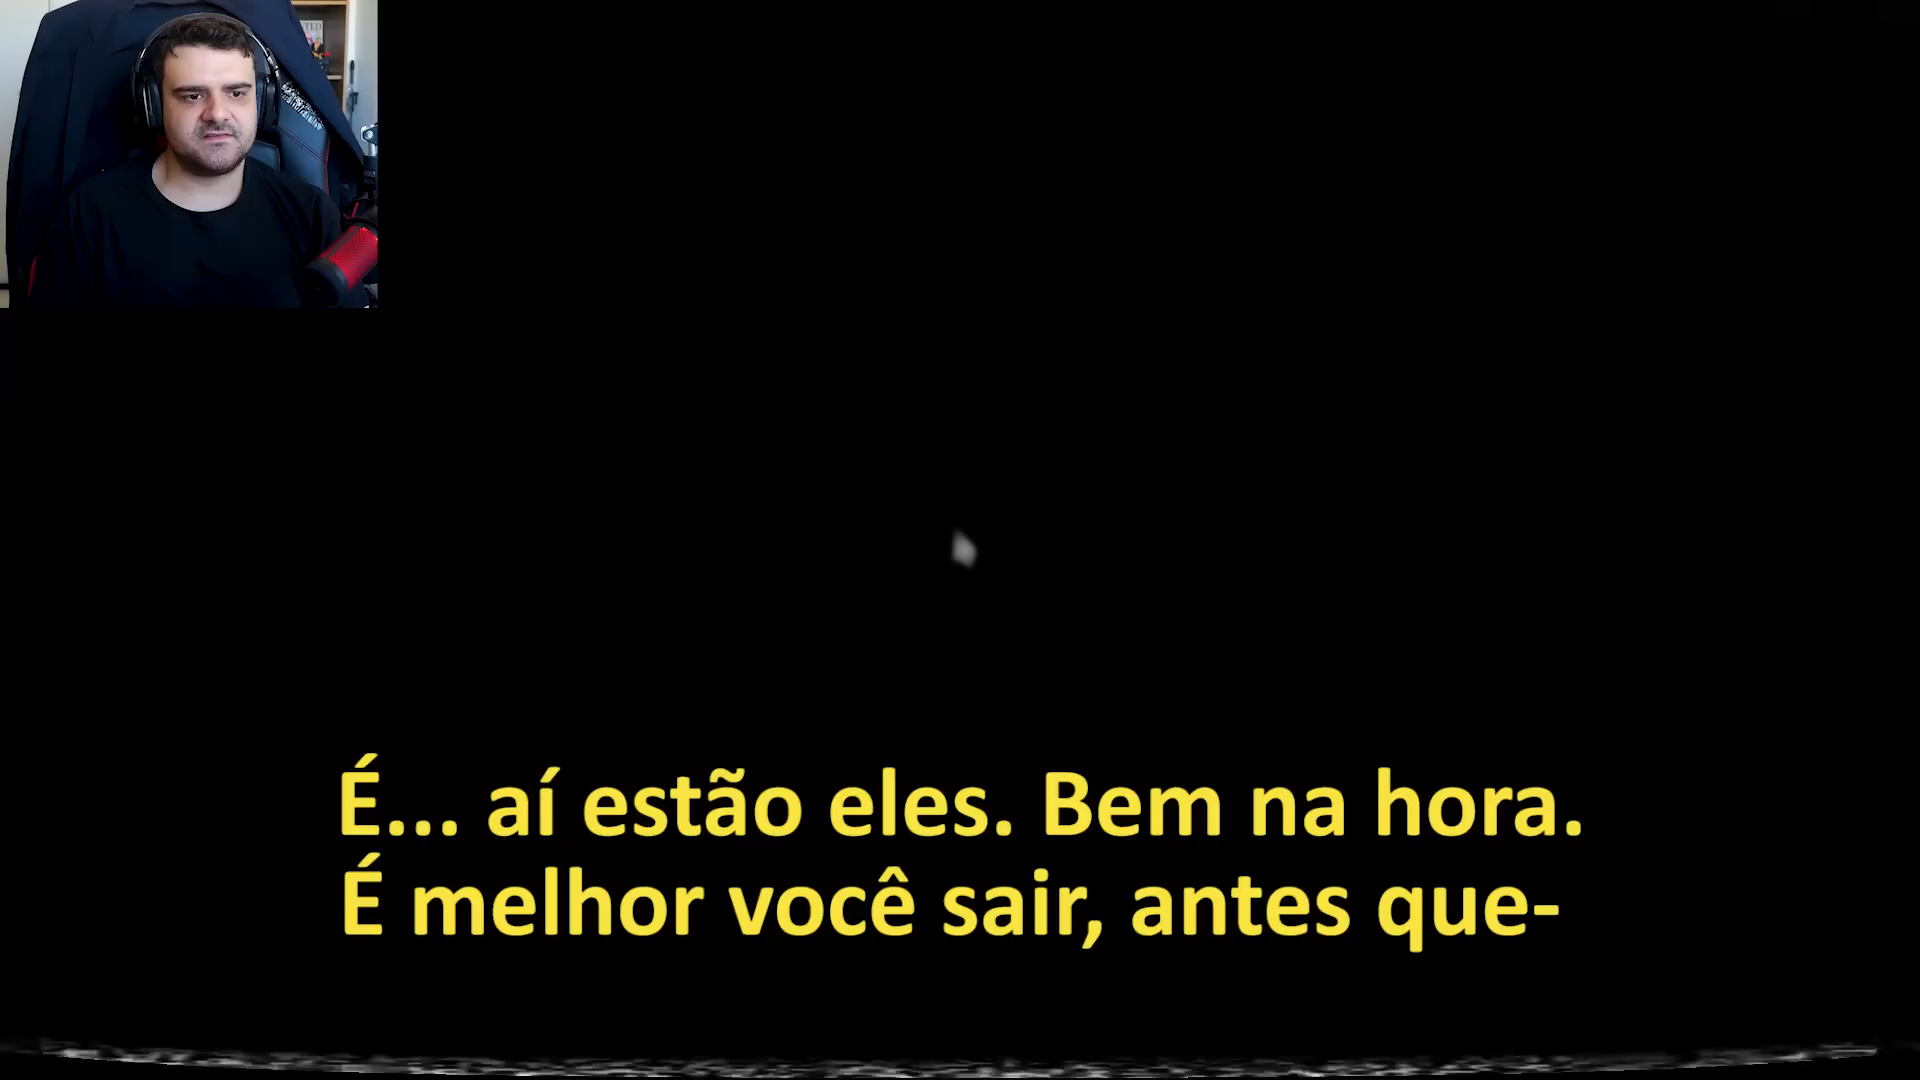 É... aí estão eles. Bem na hora.
É melhor você sair, antes que-